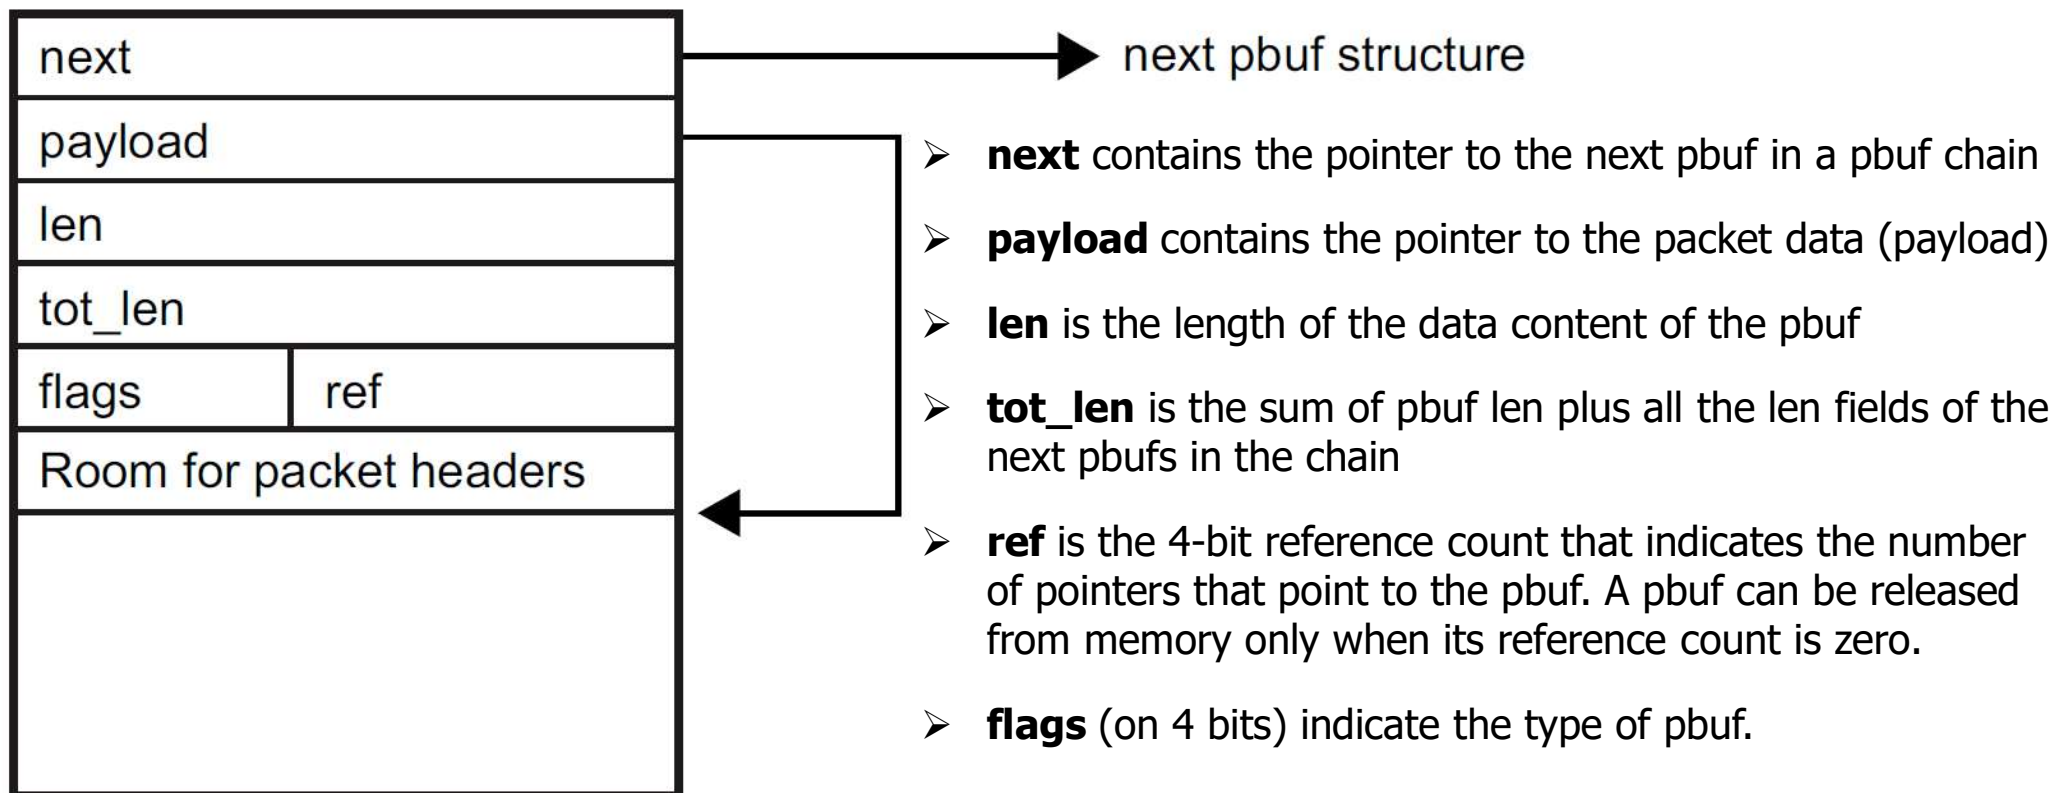 next
next pbuf structure
payload
len
tot_len
flags
ref
Room for packet headers
➢ next contains the pointer to the next pbuf in a pbuf chain
➢ payload contains the pointer to the packet data (payload)
➢ len is the length of the data content of the pbuf
➢ tot_len is the sum of pbuf len plus all the len fields of the
next pbufs in the chain
➢ ref is the 4-bit reference count that indicates the number
of pointers that point to the pbuf. A pbuf can be released
from memory only when its reference count is zero.
➢ flags (on 4 bits) indicate the type of pbuf.